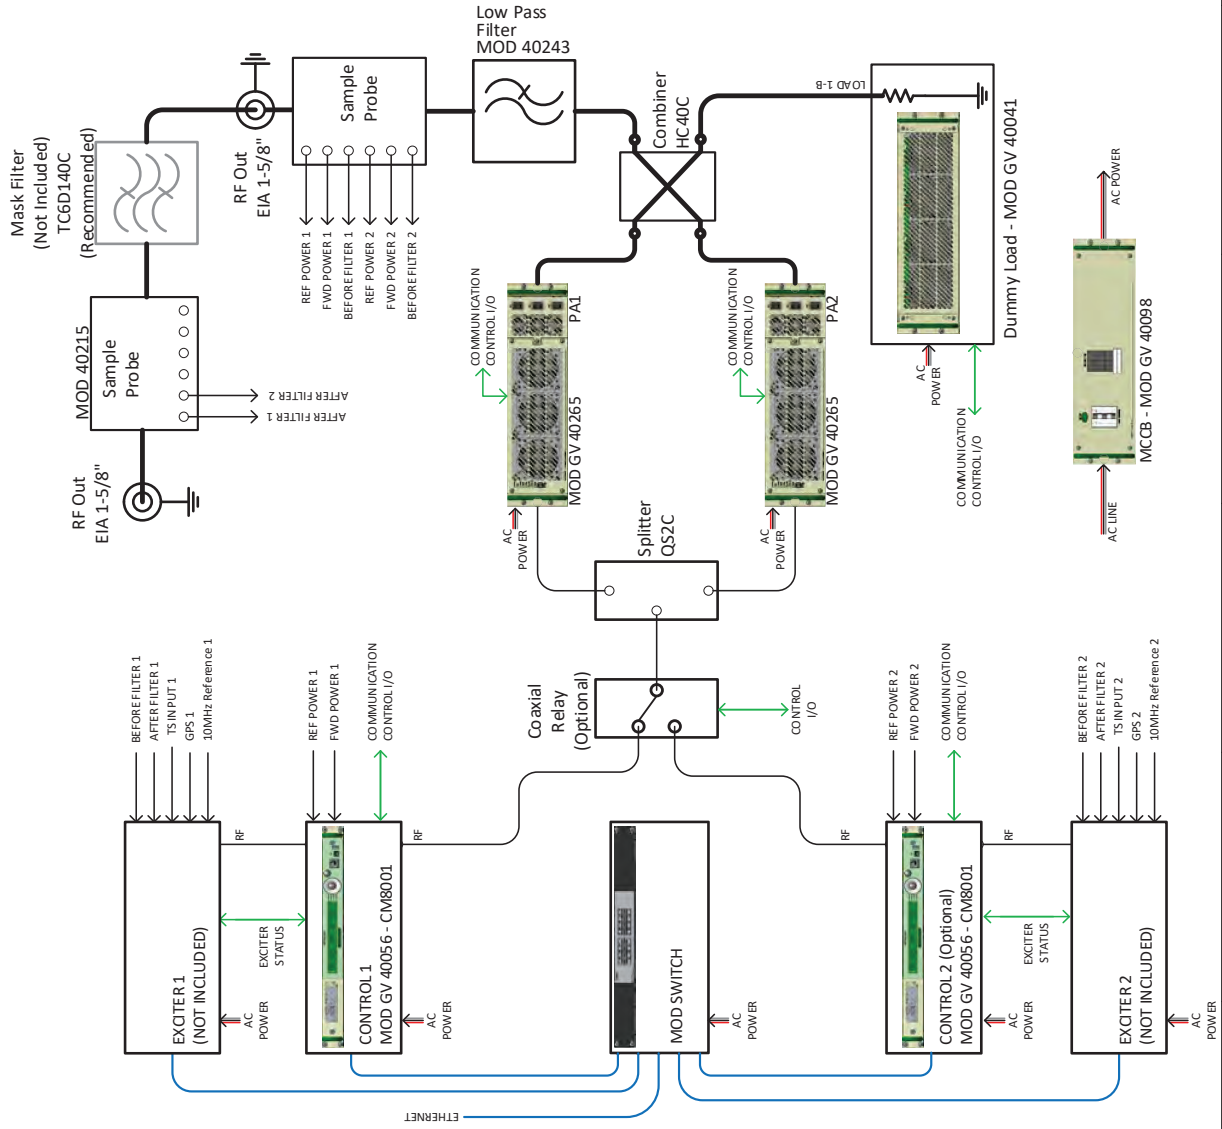 Low Pass
Filter
MOD 40243
Mask Filter
(Not Included)
TC6D140C
(Recommended)
RF Out
EIA 1-5/8"
Sample
Probe
REF POWER 1
FWD POWER 1
BEFORE FILTER 1
REF POWER 2
FWD POWER 2
BEFORE FILTER 2
Combiner
HC40C
LOAD 1-B
Dummy Load - MOD GV 40041
AC
POWER
COMMUNICATION
CONTROL I/O
AC POWER
MCCB - MOD GV 40098
AC LINE
MOD 40215
Sample
Probe
AFTER FILTER 2
AFTER FILTER 1
RF Out
EIA 1-5/8"
COMMUNICATION
CONTROL I/O
PA1
MOD GV 40265
AC
POWER
COMMUNICATION
CONTROL I/O
PA2
MOD GV 40265
AC
POWER
Splitter
QS2C
Coaxial
Relay
(Optional)
CONTROL
I/O
BEFORE FILTER 1
AFTER FILTER 1
TS INPUT 1
GPS 1
10MHz Reference 1
REF POWER 1
FWD POWER 1
COMMUNICATION
CONTROL I/O
REF POWER 2
FWD POWER 2
COMMUNICATION
CONTROL I/O
BEFORE FILTER 2
AFTER FILTER 2
TS INPUT 2
GPS 2
10MHz Reference 2
RF
RF
RF
RF
EXCITER 1
(NOT INCLUDED)
EXCITER
STATUS
AC
POWER
CONTROL 1
MOD GV 40056 - CM8001
AC
POWER
MOD SWITCH
AC
POWER
CONTROL 2 (Optional)
MOD GV 40056 - CM8001
EXCITER
STATUS
AC
POWER
EXCITER 2
(NOT INCLUDED)
AC
POWER
ETHERNET